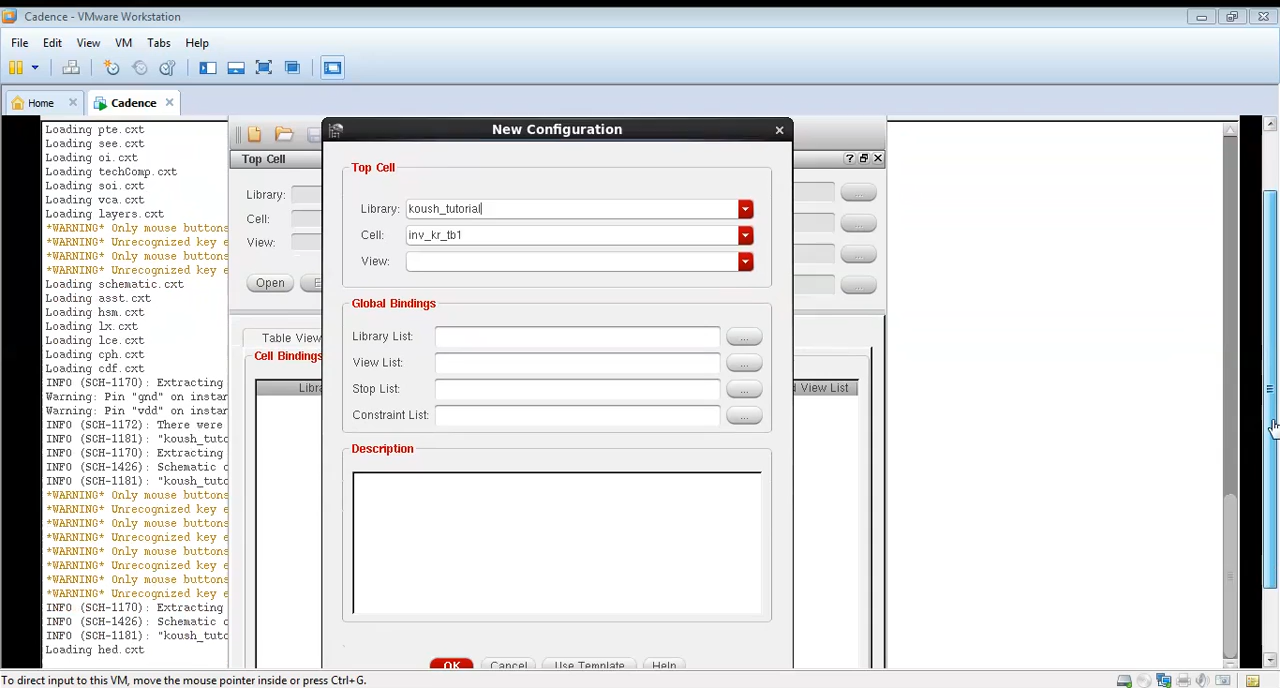 Cadence - VMware Workstation
File Edit View VM Tabs Help
Home Cadence
Loading pte.cxt
Loading see.cxt
Loading oi.cxt
Loading techComp.cxt
Loading soi.cxt
Loading vca.cxt
Loading layers.cxt
*WARNING* Only mouse buttons
*WARNING* Unrecognized key e
*WARNING* Only mouse buttons
*WARNING* Unrecognized key e
Loading schematic.cxt
Loading asst.cxt
Loading hsm.cxt
Loading lx.cxt
Loading lce.cxt
Loading cph.cxt
Loading cdf.cxt
INFO (SCH-1170): Extracting
Warning: Pin "gnd" on instan
Warning: Pin "vdd" on instan
INFO (SCH-1172): There were
INFO (SCH-1181): "koush_tuto
INFO (SCH-1170): Extracting
INFO (SCH-1426): Schematic c
INFO (SCH-1181): "koush_tuto
*WARNING* Only mouse buttons
*WARNING* Unrecognized key e
*WARNING* Only mouse buttons
*WARNING* Unrecognized key e
*WARNING* Only mouse buttons
*WARNING* Unrecognized key e
*WARNING* Only mouse buttons
*WARNING* Unrecognized key e
INFO (SCH-1170): Extracting
INFO (SCH-1426): Schematic c
INFO (SCH-1181): "koush_tuto
Loading hed.cxt
Top Cell
Library:
Cell:
View:
Open
Table View
Cell Bindings
Libra
d View List
New Configuration
Top Cell
Library: koush_tutorial
Cell: inv_kr_tb1
View:
Global Bindings
Library List: ...
View List: ...
Stop List: ...
Constraint List: ...
Description
OK Cancel Use Template Help
To direct input to this VM, move the mouse pointer inside or press Ctrl+G.